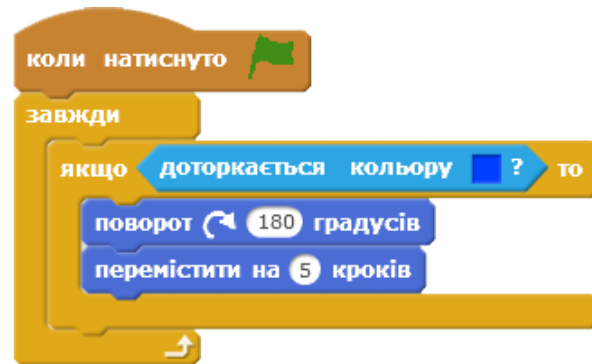 коли натиснуто
завжди
якщо доторкається кольору ? то
поворот 180 градусів
перемістити на 5 кроків